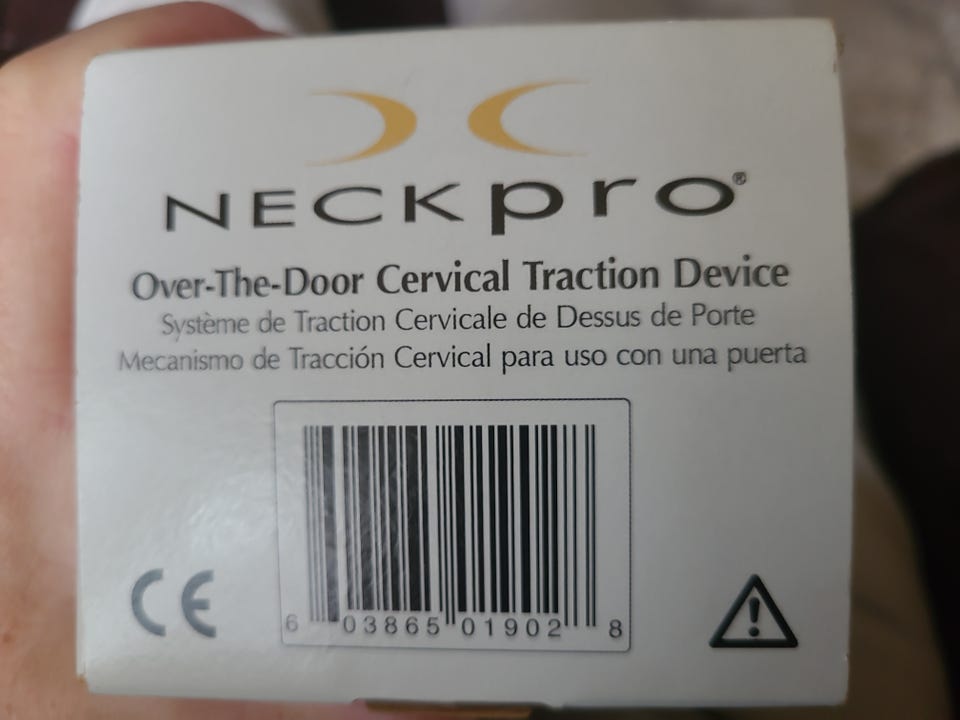 NECKpro®
Over-The-Door Cervical Traction Device
Système de Traction Cervicale de Dessus de Porte
Mecanismo de Tracción Cervical para uso con una puerta
6 03865 01902 8
CE